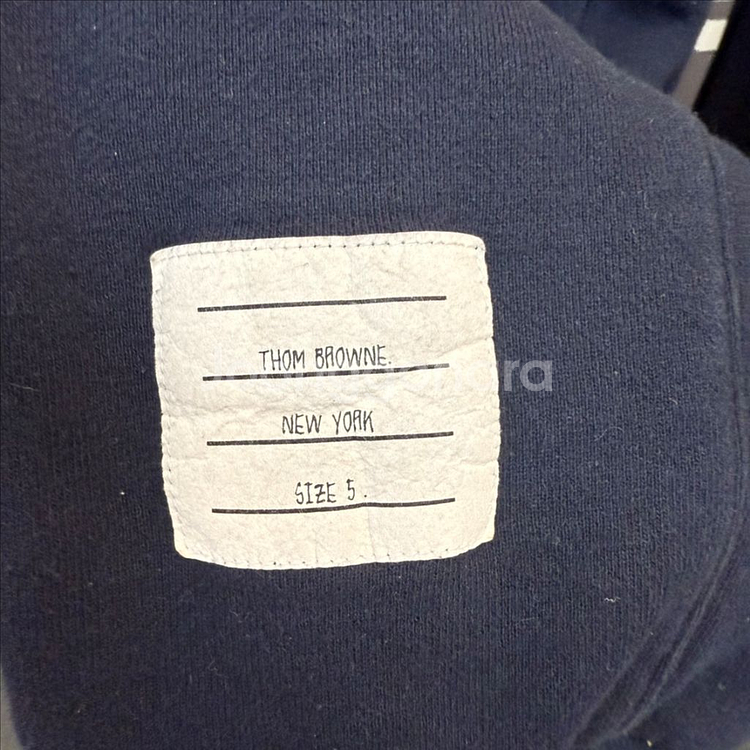 THOM BROWNE.
NEW YORK
SIZE 5.